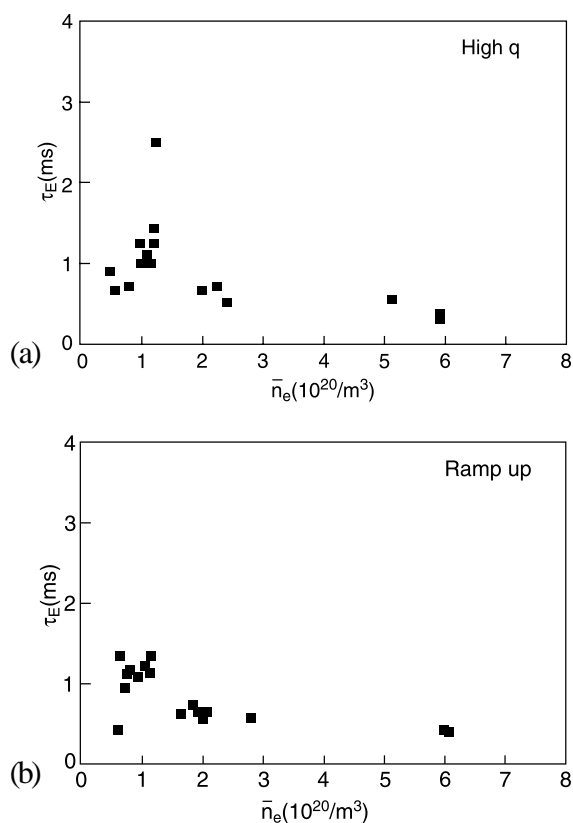 4
High q
3
τE(ms)
2
1
(a)
0
0 1 2 3 4 5 6 7 8
n̄e(10²⁰/m³)
4
Ramp up
3
τE(ms)
2
1
(b)
0
0 1 2 3 4 5 6 7 8
n̄e(10²⁰/m³)